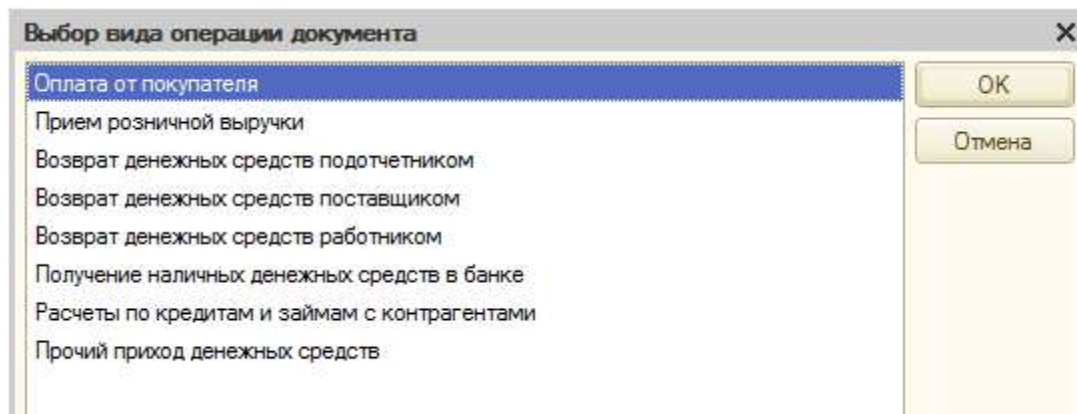 Выбор вида операции документа
Оплата от покупателя
Прием розничной выручки
Возврат денежных средств подотчетником
Возврат денежных средств поставщиком
Возврат денежных средств работником
Получение наличных денежных средств в банке
Расчеты по кредитам и займам с контрагентами
Прочий приход денежных средств
ОК
Отмена